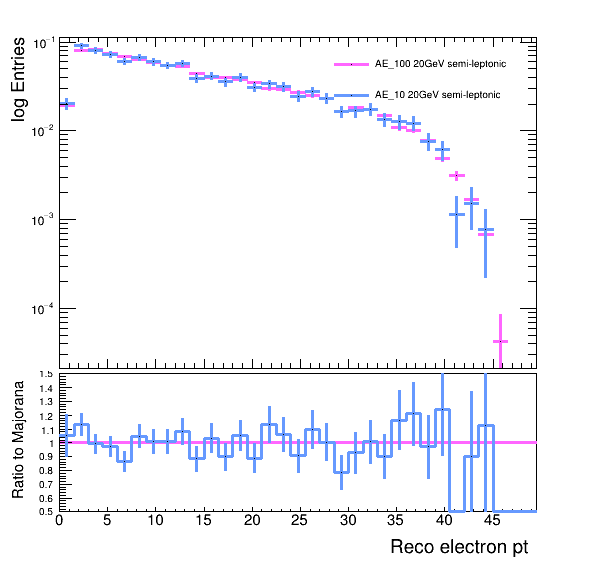 log Entries
10⁻¹
10⁻²
10⁻³
10⁻⁴
AE_100 20GeV semi-leptonic
AE_10 20GeV semi-leptonic
Ratio to Majorana
1.5
1.4
1.3
1.2
1.1
1
0.9
0.8
0.7
0.6
0.5
0 5 10 15 20 25 30 35 40 45
Reco electron pt